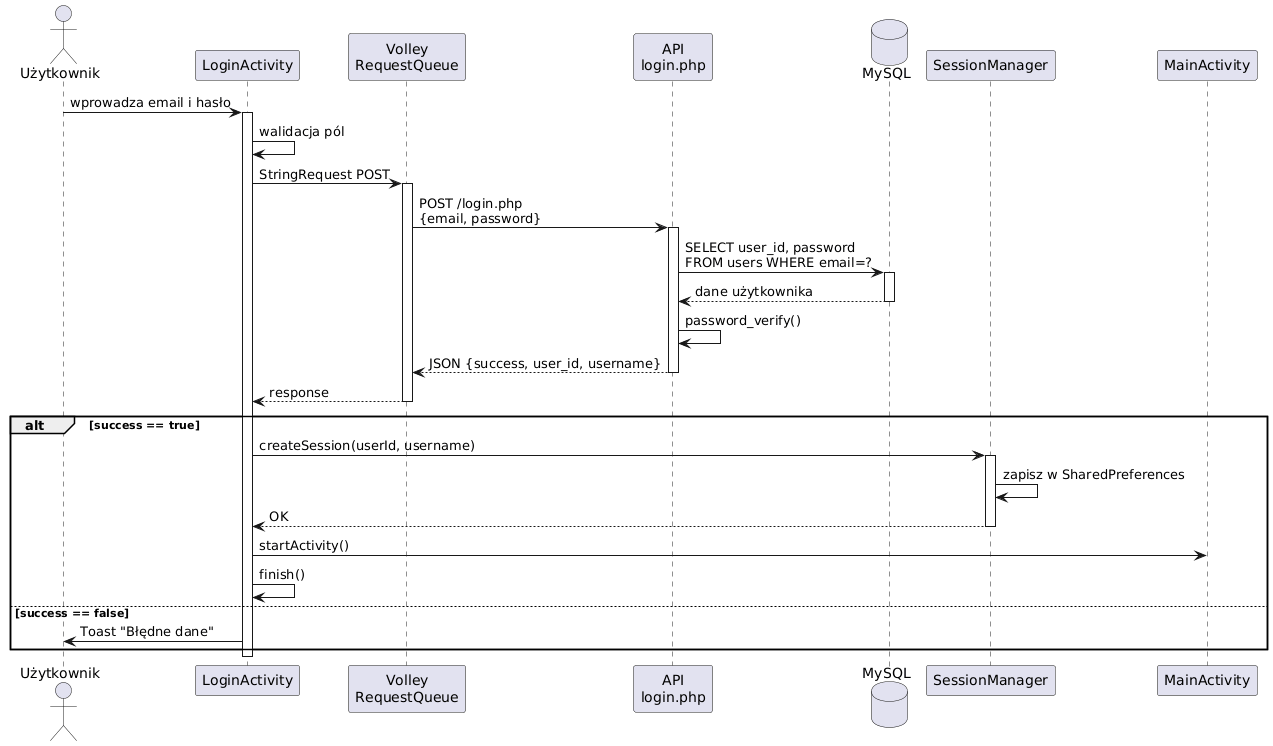 Użytkownik
LoginActivity
Volley
RequestQueue
API
login.php
MySQL
SessionManager
MainActivity
wprowadza email i hasło
walidacja pól
StringRequest POST
POST /login.php
{email, password}
SELECT user_id, password
FROM users WHERE email=?
dane użytkownika
password_verify()
JSON {success, user_id, username}
response
alt [success == true]
createSession(userId, username)
zapisz w SharedPreferences
OK
startActivity()
finish()
[success == false]
Toast "Błędne dane"
Użytkownik
LoginActivity
Volley
RequestQueue
API
login.php
MySQL
SessionManager
MainActivity